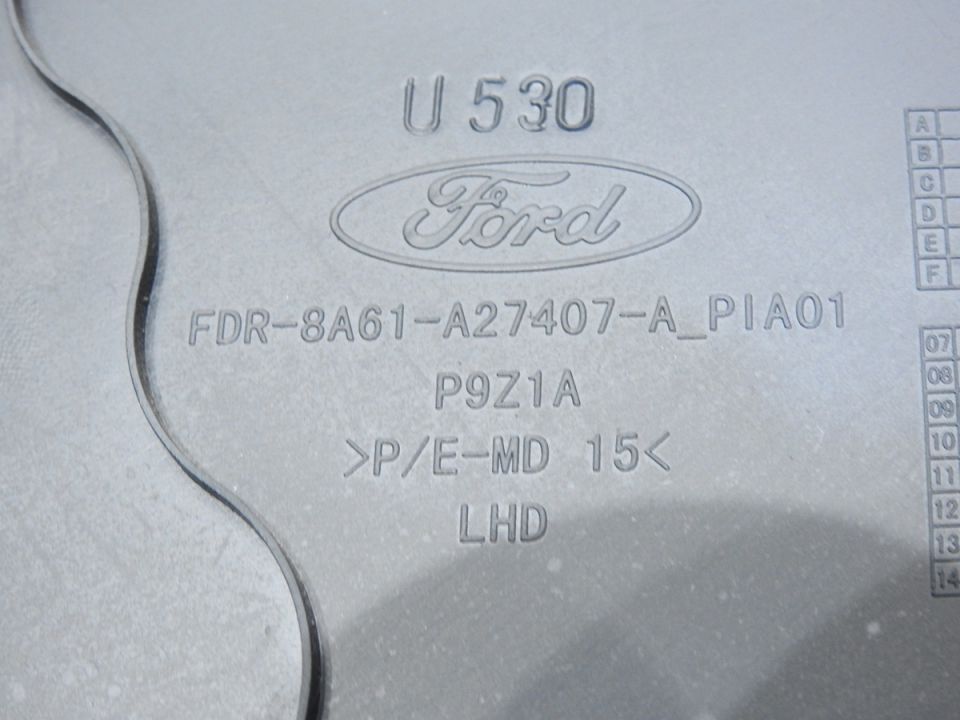 U 530
Ford
FDR-8A61-A27407-A_PIA01
P9Z1A
>P/E-MD 15<
LHD
A
B
C
D
E
F
07
08
09
10
11
12
13
14